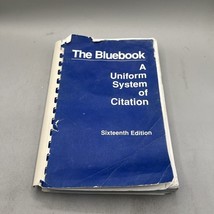 The Bluebook
A
Uniform
System
of
Citation
Sixteenth Edition